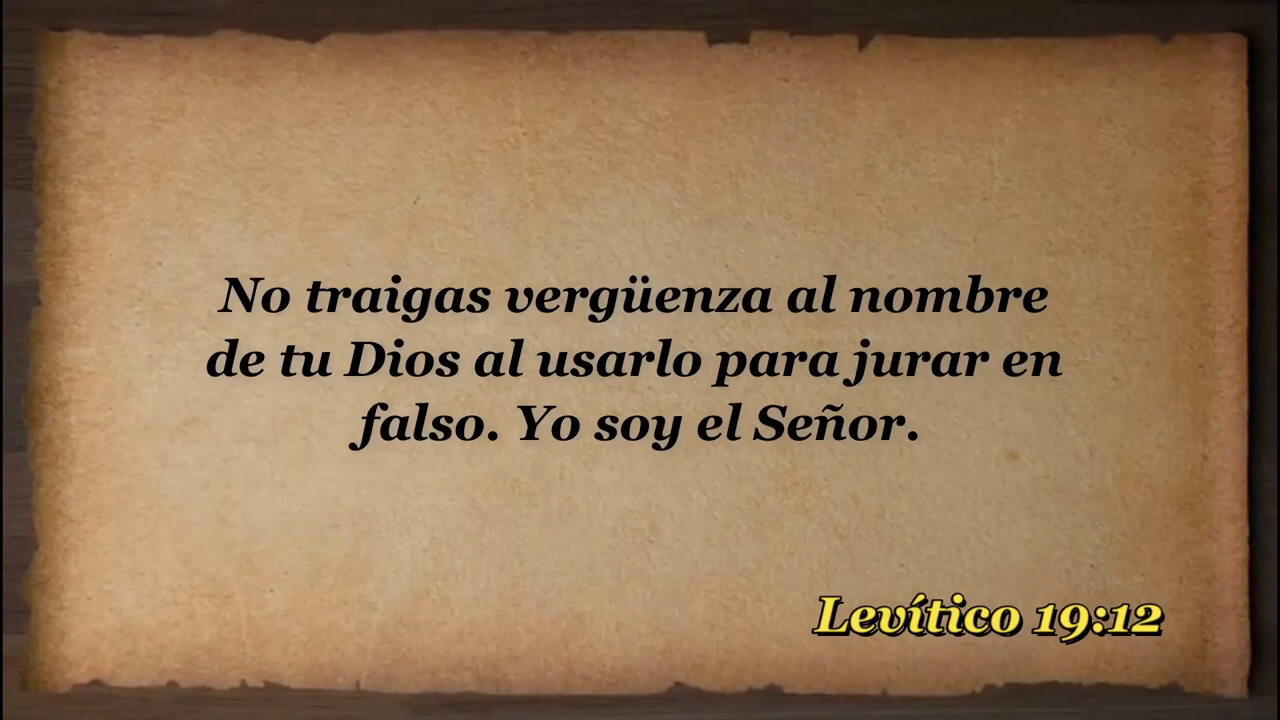 No traigas vergüenza al nombre
de tu Dios al usarlo para jurar en
falso. Yo soy el Señor.
Levítico 19:12